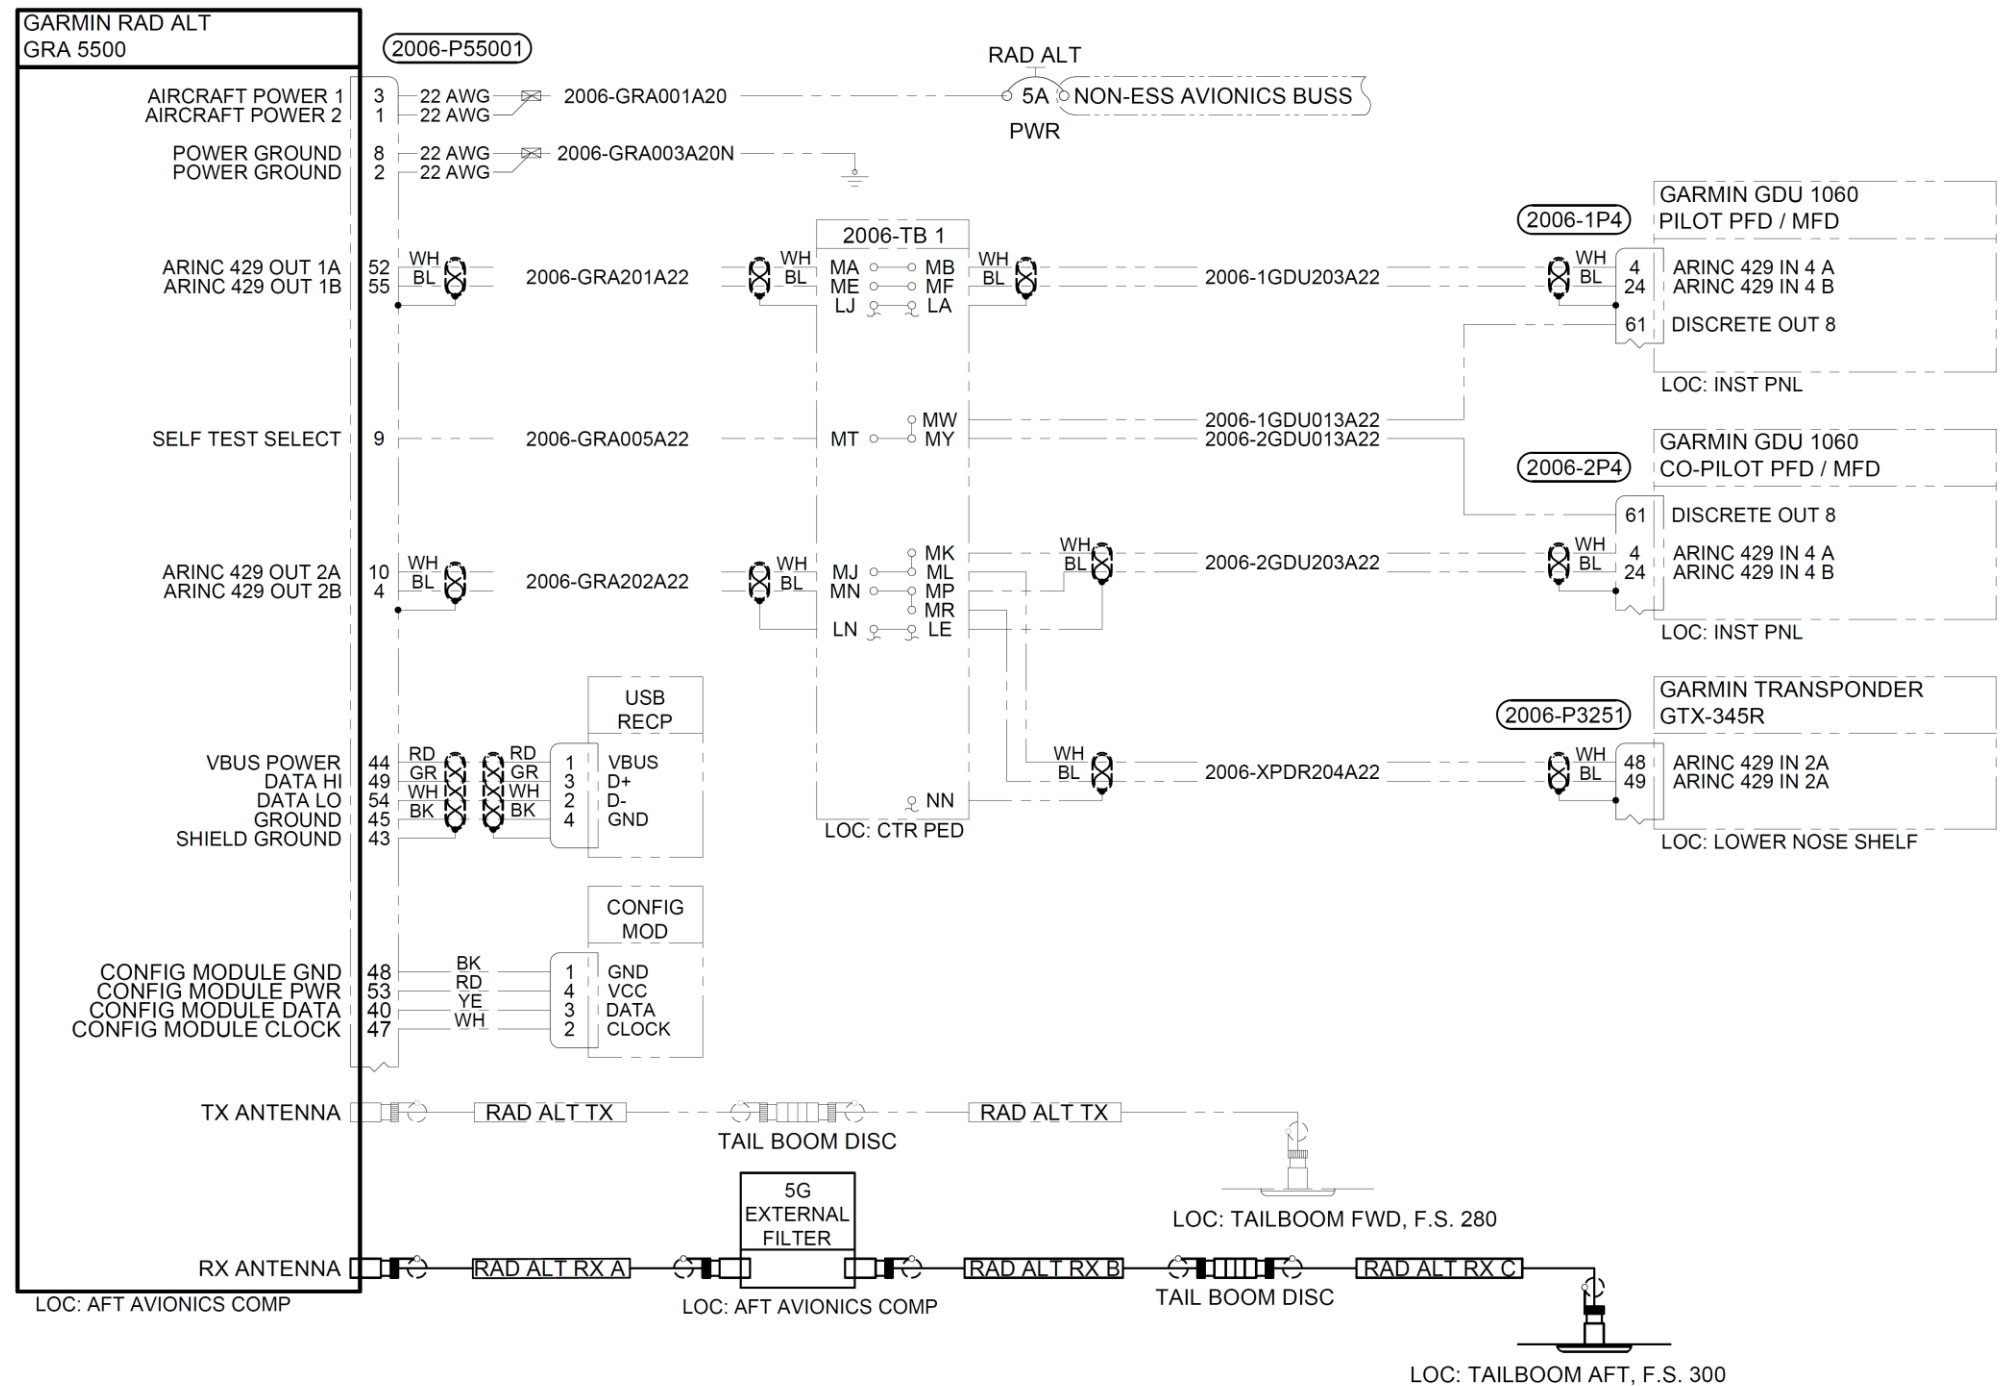 GARMIN RAD ALT
GRA 5500
2006-P55001
RAD ALT
AIRCRAFT POWER 1 3 22 AWG 2006-GRA001A20 5A NON-ESS AVIONICS BUSS
AIRCRAFT POWER 2 1 22 AWG
PWR
POWER GROUND 8 22 AWG 2006-GRA003A20N
POWER GROUND 2 22 AWG
GARMIN GDU 1060
PILOT PFD / MFD
2006-1P4
2006-TB 1
ARINC 429 OUT 1A 52 WH WH MA MB WH WH 4 ARINC 429 IN 4 A
2006-GRA201A22 2006-1GDU203A22
ARINC 429 OUT 1B 55 BL BL ME MF BL BL 24 ARINC 429 IN 4 B
LJ LA
61 DISCRETE OUT 8
LOC: INST PNL
MW 2006-1GDU013A22
SELF TEST SELECT 9 2006-GRA005A22 MT MY 2006-2GDU013A22
GARMIN GDU 1060
CO-PILOT PFD / MFD
2006-2P4
61 DISCRETE OUT 8
MK WH WH 4 ARINC 429 IN 4 A
2006-2GDU203A22
ARINC 429 OUT 2A 10 WH WH MJ ML BL BL 24 ARINC 429 IN 4 B
2006-GRA202A22
ARINC 429 OUT 2B 4 BL BL MN MP
MR
LN LE
LOC: INST PNL
GARMIN TRANSPONDER
GTX-345R
2006-P3251
USB
RECP
VBUS POWER 44 RD RD 1 VBUS WH WH 48 ARINC 429 IN 2A
2006-XPDR204A22
DATA HI 49 GR GR 3 D+ BL BL 49 ARINC 429 IN 2A
DATA LO 54 WH WH 2 D- NN
GROUND 45 BK BK 4 GND
SHIELD GROUND 43
LOC: CTR PED
LOC: LOWER NOSE SHELF
CONFIG
MOD
CONFIG MODULE GND 48 BK 1 GND
CONFIG MODULE PWR 53 RD 4 VCC
CONFIG MODULE DATA 40 YE 3 DATA
CONFIG MODULE CLOCK 47 WH 2 CLOCK
TX ANTENNA RAD ALT TX RAD ALT TX
TAIL BOOM DISC
5G
EXTERNAL
FILTER
LOC: TAILBOOM FWD, F.S. 280
RX ANTENNA RAD ALT RX A RAD ALT RX B RAD ALT RX C
TAIL BOOM DISC
LOC: AFT AVIONICS COMP
LOC: AFT AVIONICS COMP
LOC: TAILBOOM AFT, F.S. 300